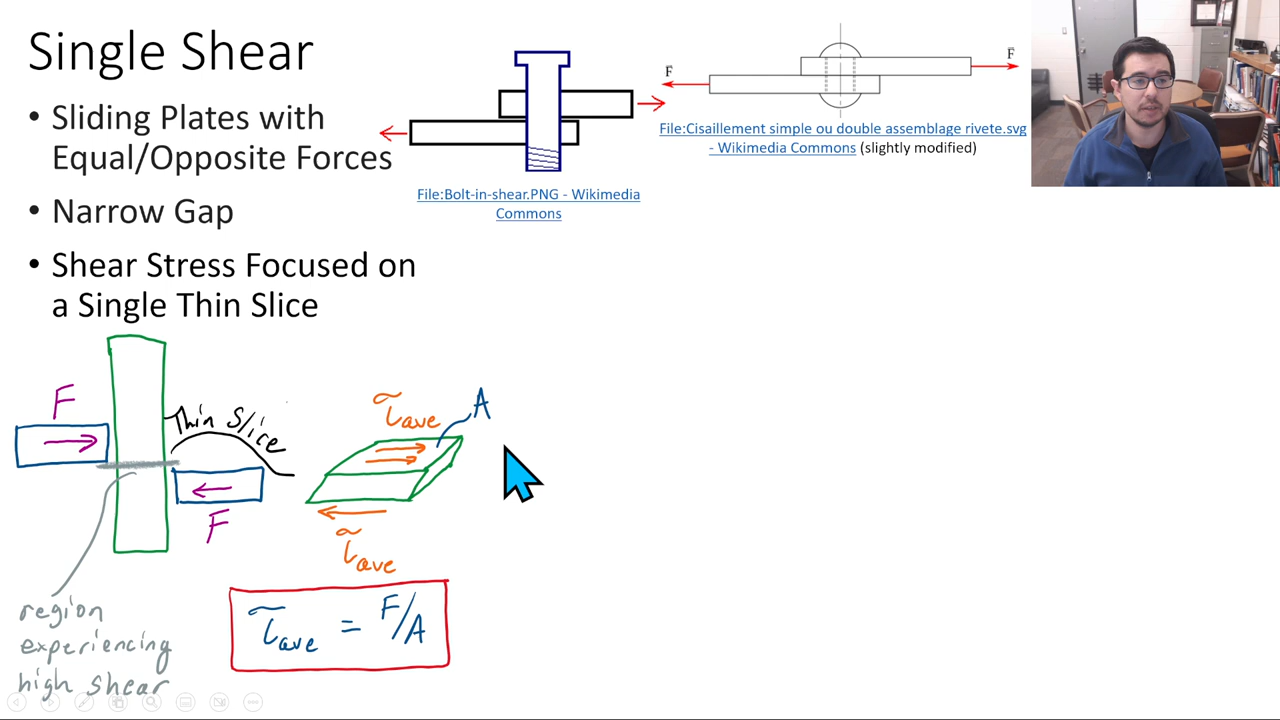 Single Shear
• Sliding Plates with
Equal/Opposite Forces
• Narrow Gap
• Shear Stress Focused on
a Single Thin Slice
File:Bolt-in-shear.PNG - Wikimedia
Commons
F
F
File:Cisaillement simple ou double assemblage rivete.svg
- Wikimedia Commons (slightly modified)
F
Thin Slice
F
region
experiencing
high shear
τave
A
τave
τave = F/A